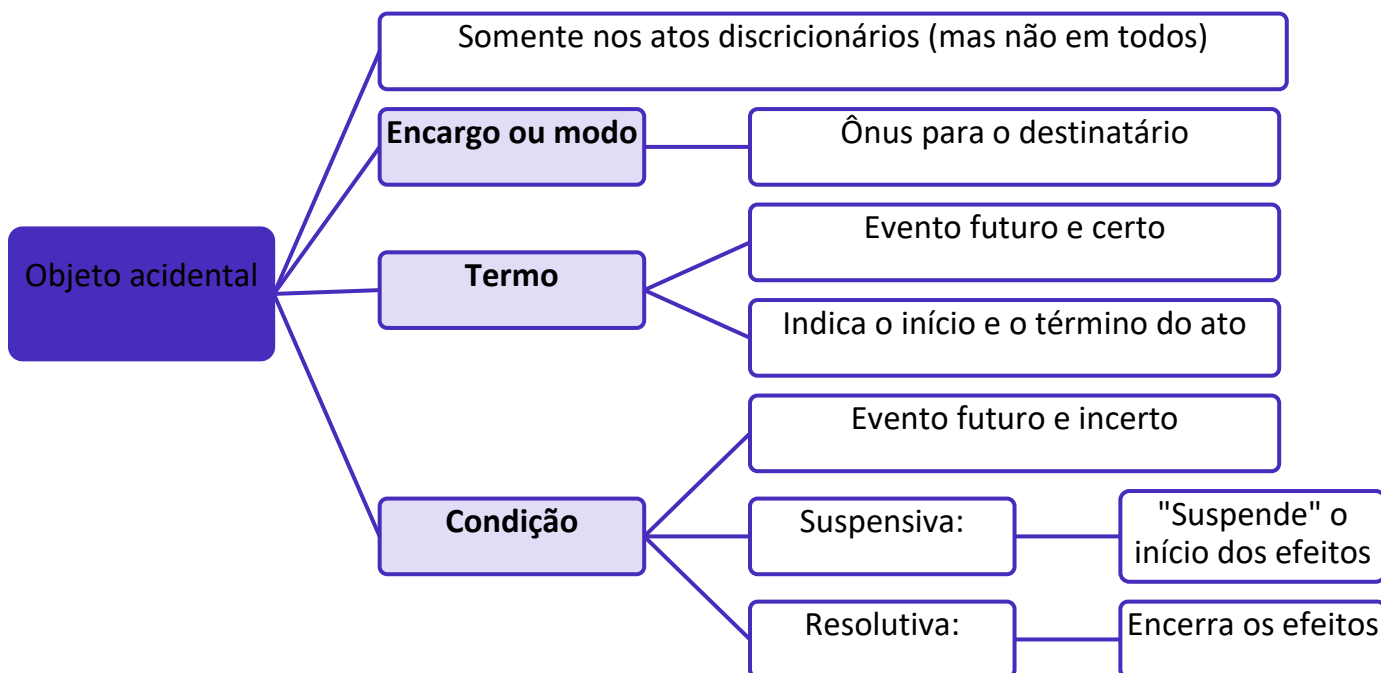 Objeto acidental
Somente nos atos discricionários (mas não em todos)
Encargo ou modo
Ônus para o destinatário
Termo
Evento futuro e certo
Indica o início e o término do ato
Condição
Evento futuro e incerto
Suspensiva:
"Suspende" o
início dos efeitos
Resolutiva:
Encerra os efeitos